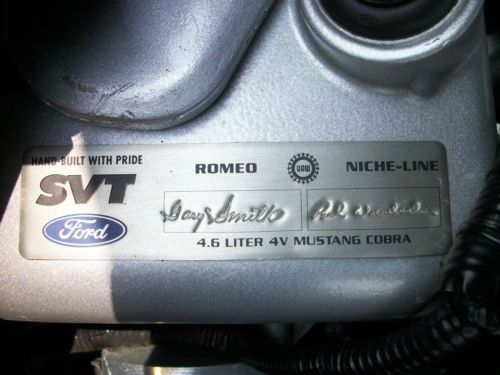 HAND-BUILT WITH PRIDE
ROMEO
UAW
NICHE-LINE
SVT
Gary Smith
Ford
4.6 LITER 4V MUSTANG COBRA